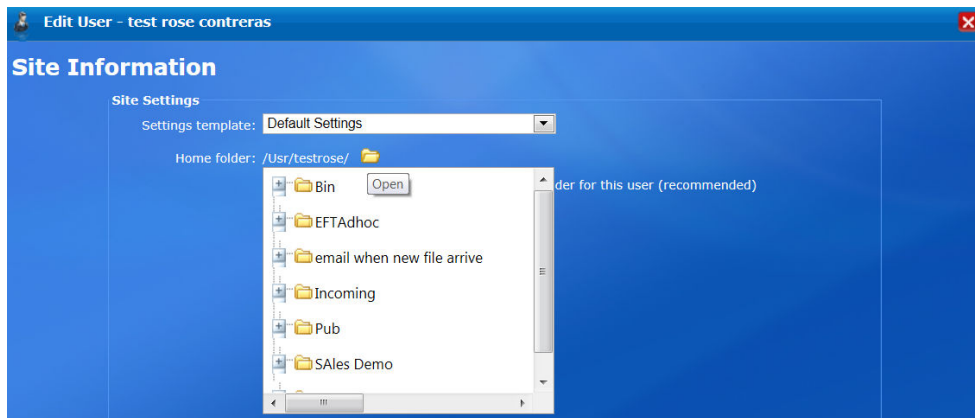 Edit User - test rose contreras
Site Information
Site Settings
Settings template: Default Settings
Home folder: /Usr/testrose/
Bin
Open
der for this user (recommended)
EFTAdhoc
email when new file arrive
Incoming
Pub
SAles Demo